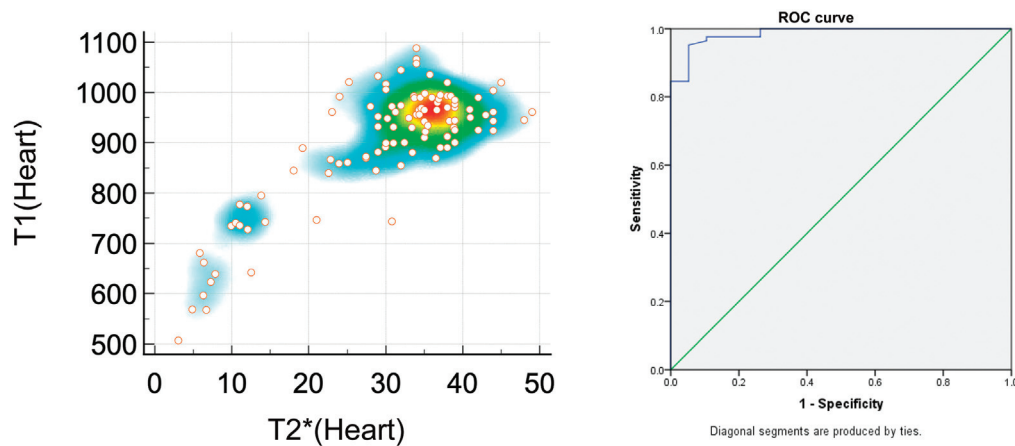 1100
1000
900
800
700
600
500
T1(Heart)
0 10 20 30 40 50
T2*(Heart)
ROC curve
1.0
0.8
0.6
0.4
0.2
0.0
Sensitivity
0.0 0.2 0.4 0.6 0.8 1.0
1 - Specificity
Diagonal segments are produced by ties.